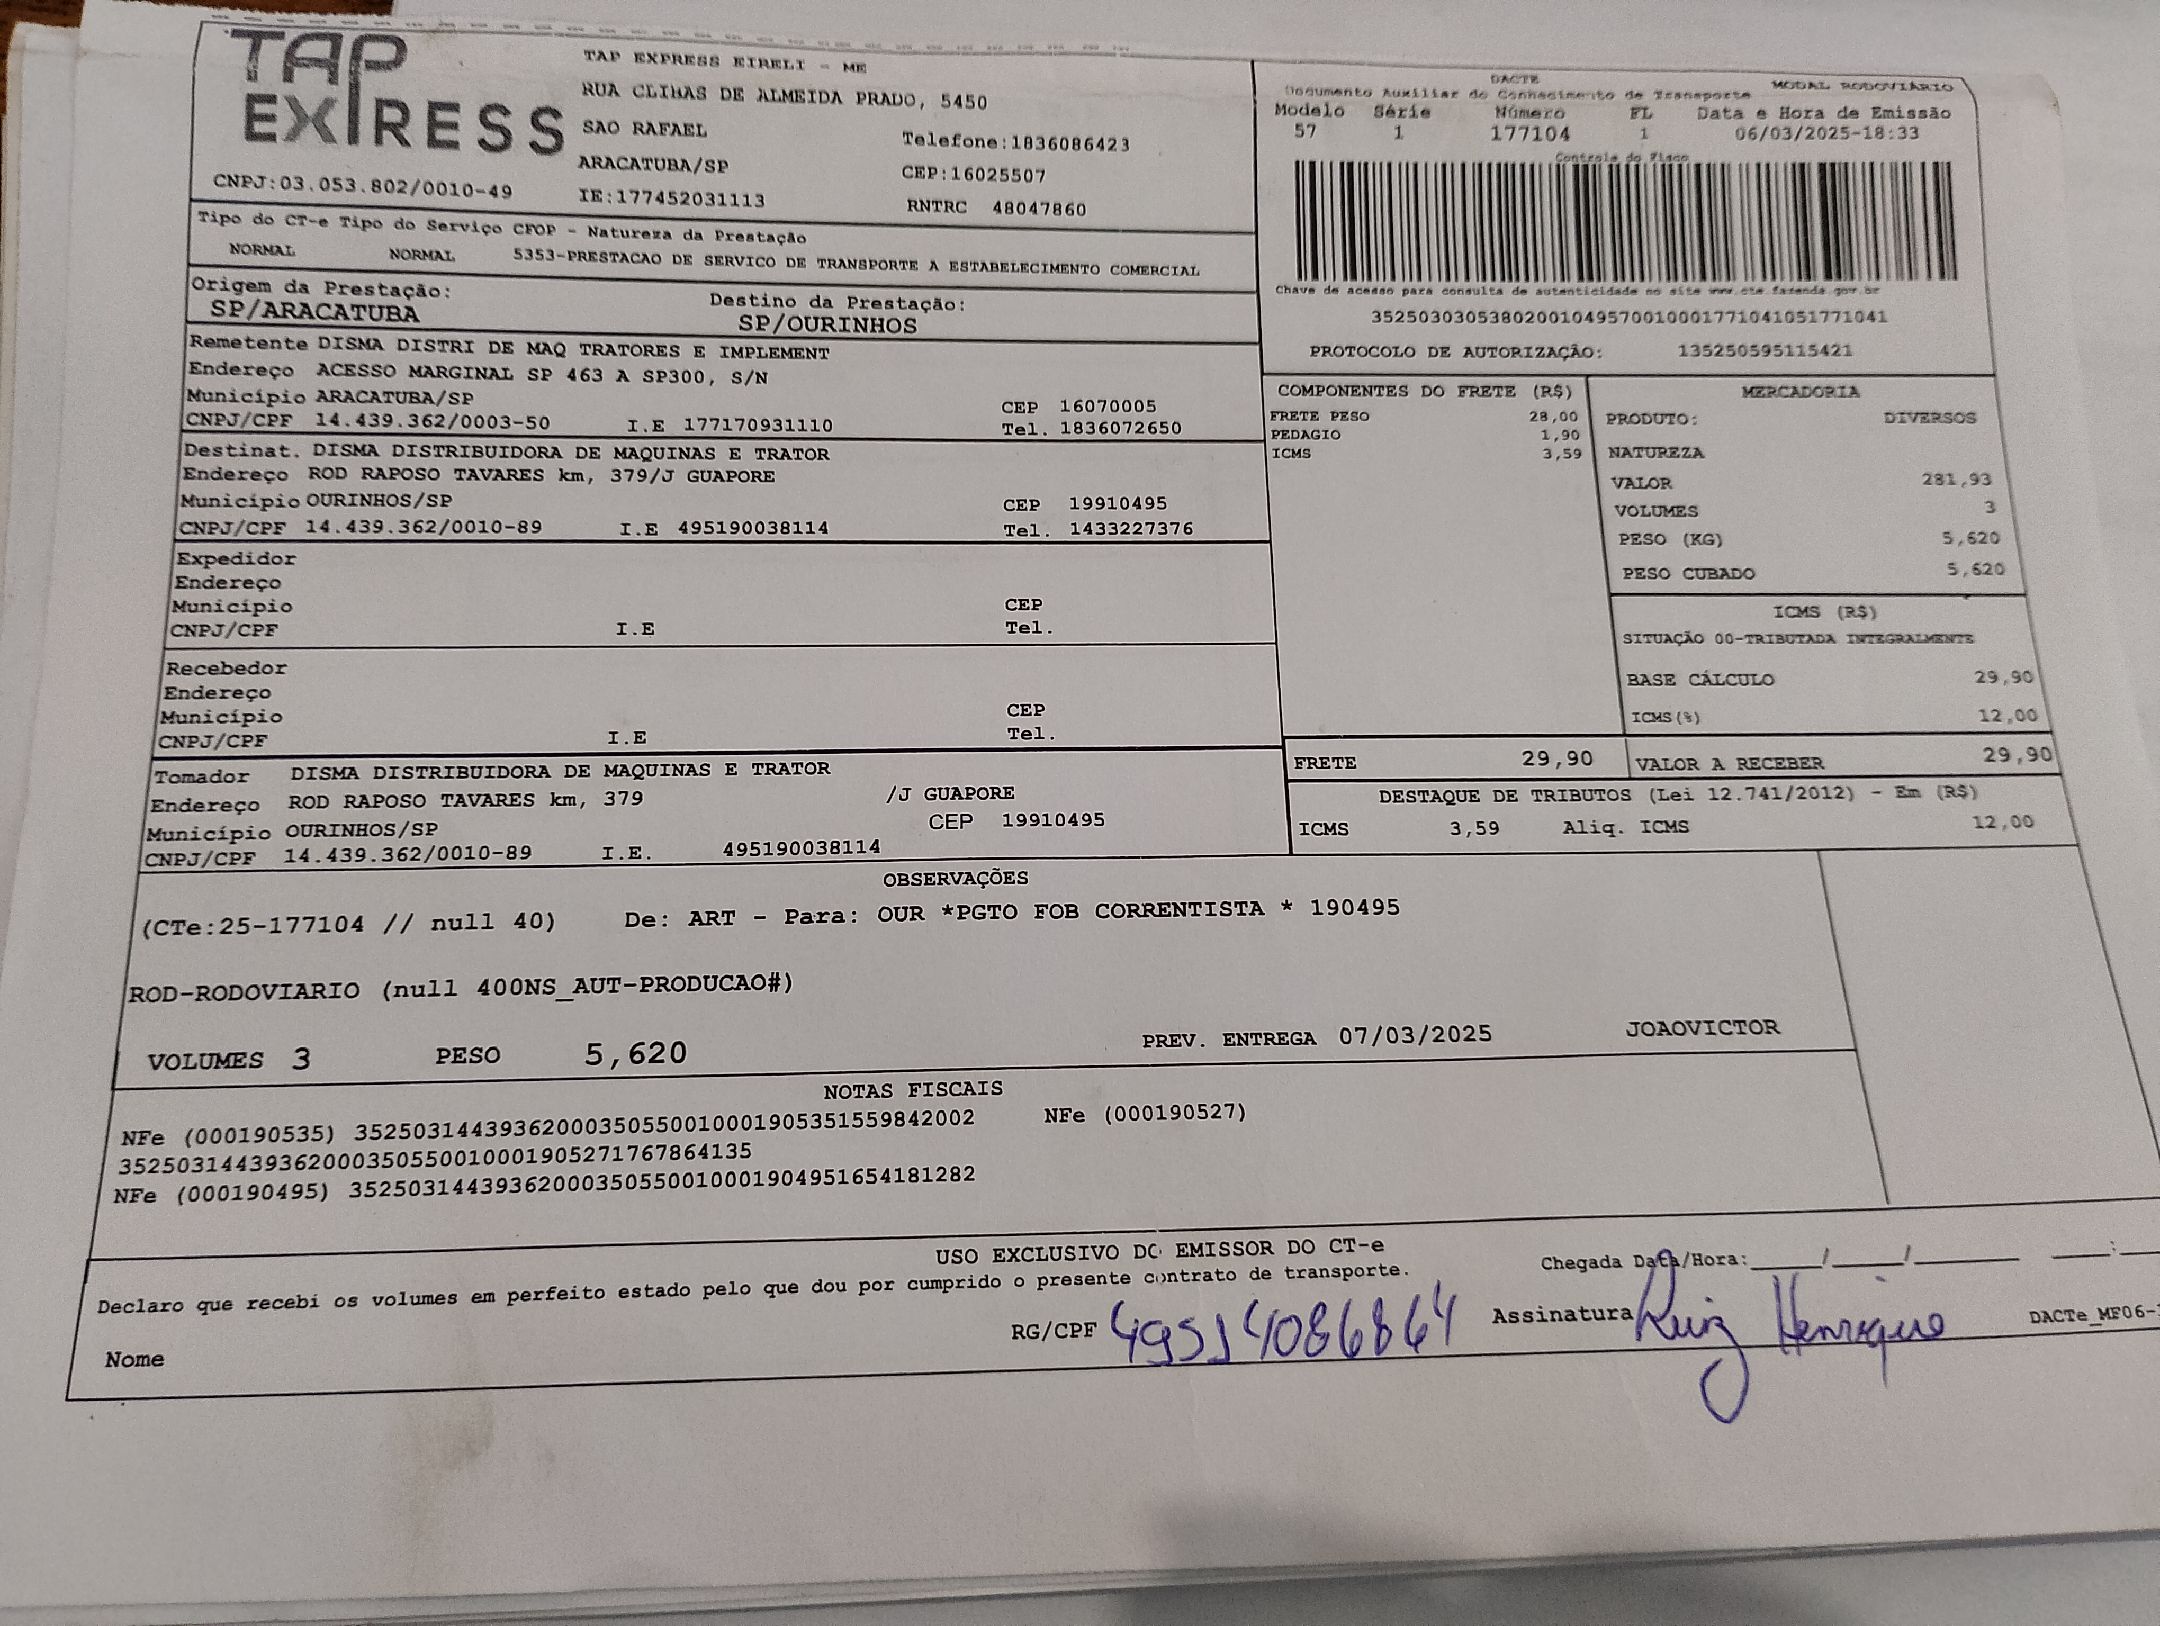 TAP EXPRESS
TAP EXPRESS EIRELI - ME
RUA CLIBAS DE ALMEIDA PRADO, 5450
SAO RAFAEL
Telefone:1836086423
ARACATUBA/SP
CEP:16025507
CNPJ:03.053.802/0010-49
IE:177452031113
RNTRC 48047860
DACTE
Documento Auxiliar do Conhecimento de Transporte
MODAL RODOVIÁRIO
Modelo Série Número FL Data e Hora de Emissão
57 1 177104 1 06/03/2025-18:33
Controle do Fisco
Chave de acesso para consulta de autenticidade no site www.cte.fazenda.gov.br
35250303053802001049570010001771041051771041
PROTOCOLO DE AUTORIZAÇÃO: 135250595115421
Tipo do CT-e Tipo do Serviço CFOP - Natureza da Prestação
NORMAL NORMAL 5353-PRESTACAO DE SERVICO DE TRANSPORTE A ESTABELECIMENTO COMERCIAL
Origem da Prestação: Destino da Prestação:
SP/ARACATUBA SP/OURINHOS
Remetente DISMA DISTRI DE MAQ TRATORES E IMPLEMENT
Endereço ACESSO MARGINAL SP 463 A SP300, S/N
Município ARACATUBA/SP CEP 16070005
CNPJ/CPF 14.439.362/0003-50 I.E 177170931110 Tel. 1836072650
Destinat. DISMA DISTRIBUIDORA DE MAQUINAS E TRATOR
Endereço ROD RAPOSO TAVARES km, 379/J GUAPORE
Município OURINHOS/SP CEP 19910495
CNPJ/CPF 14.439.362/0010-89 I.E 495190038114 Tel. 1433227376
Expedidor
Endereço
Município CEP
CNPJ/CPF I.E Tel.
Recebedor
Endereço
Município CEP
CNPJ/CPF I.E Tel.
Tomador DISMA DISTRIBUIDORA DE MAQUINAS E TRATOR
Endereço ROD RAPOSO TAVARES km, 379 /J GUAPORE
Município OURINHOS/SP CEP 19910495
CNPJ/CPF 14.439.362/0010-89 I.E. 495190038114
COMPONENTES DO FRETE (R$)
FRETE PESO 28,00
PEDAGIO 1,90
ICMS 3,59
MERCADORIA
PRODUTO: DIVERSOS
NATUREZA
VALOR 281,93
VOLUMES 3
PESO (KG) 5,620
PESO CUBADO 5,620
ICMS (R$)
SITUAÇÃO 00-TRIBUTADA INTEGRALMENTE
BASE CÁLCULO 29,90
ICMS(%) 12,00
FRETE 29,90 VALOR A RECEBER 29,90
DESTAQUE DE TRIBUTOS (Lei 12.741/2012) - Em (R$)
ICMS 3,59 Aliq. ICMS 12,00
OBSERVAÇÕES
(CTe:25-177104 // null 40) De: ART - Para: OUR *PGTO FOB CORRENTISTA * 190495
ROD-RODOVIARIO (null 400NS_AUT-PRODUCAO#)
VOLUMES 3 PESO 5,620 PREV. ENTREGA 07/03/2025 JOAOVICTOR
NOTAS FISCAIS
NFe (000190535) 35250314439362000350550010001905351559842002 NFe (000190527)
35250314439362000350550010001905271767864135
NFe (000190495) 35250314439362000350550010001904951654181282
USO EXCLUSIVO DO EMISSOR DO CT-e
Declaro que recebi os volumes em perfeito estado pelo que dou por cumprido o presente contrato de transporte.
Chegada Data/Hora:____/____/______ ___:__
Nome RG/CPF 49514086864 Assinatura Luiz Henrique DACTe_MF06-